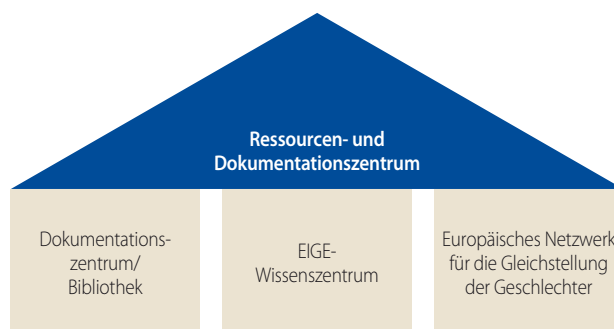 Ressourcen- und
Dokumentationszentrum
Dokumentations-
zentrum/
Bibliothek
EIGE-
Wissenszentrum
Europäisches Netzwerk
für die Gleichstellung
der Geschlechter